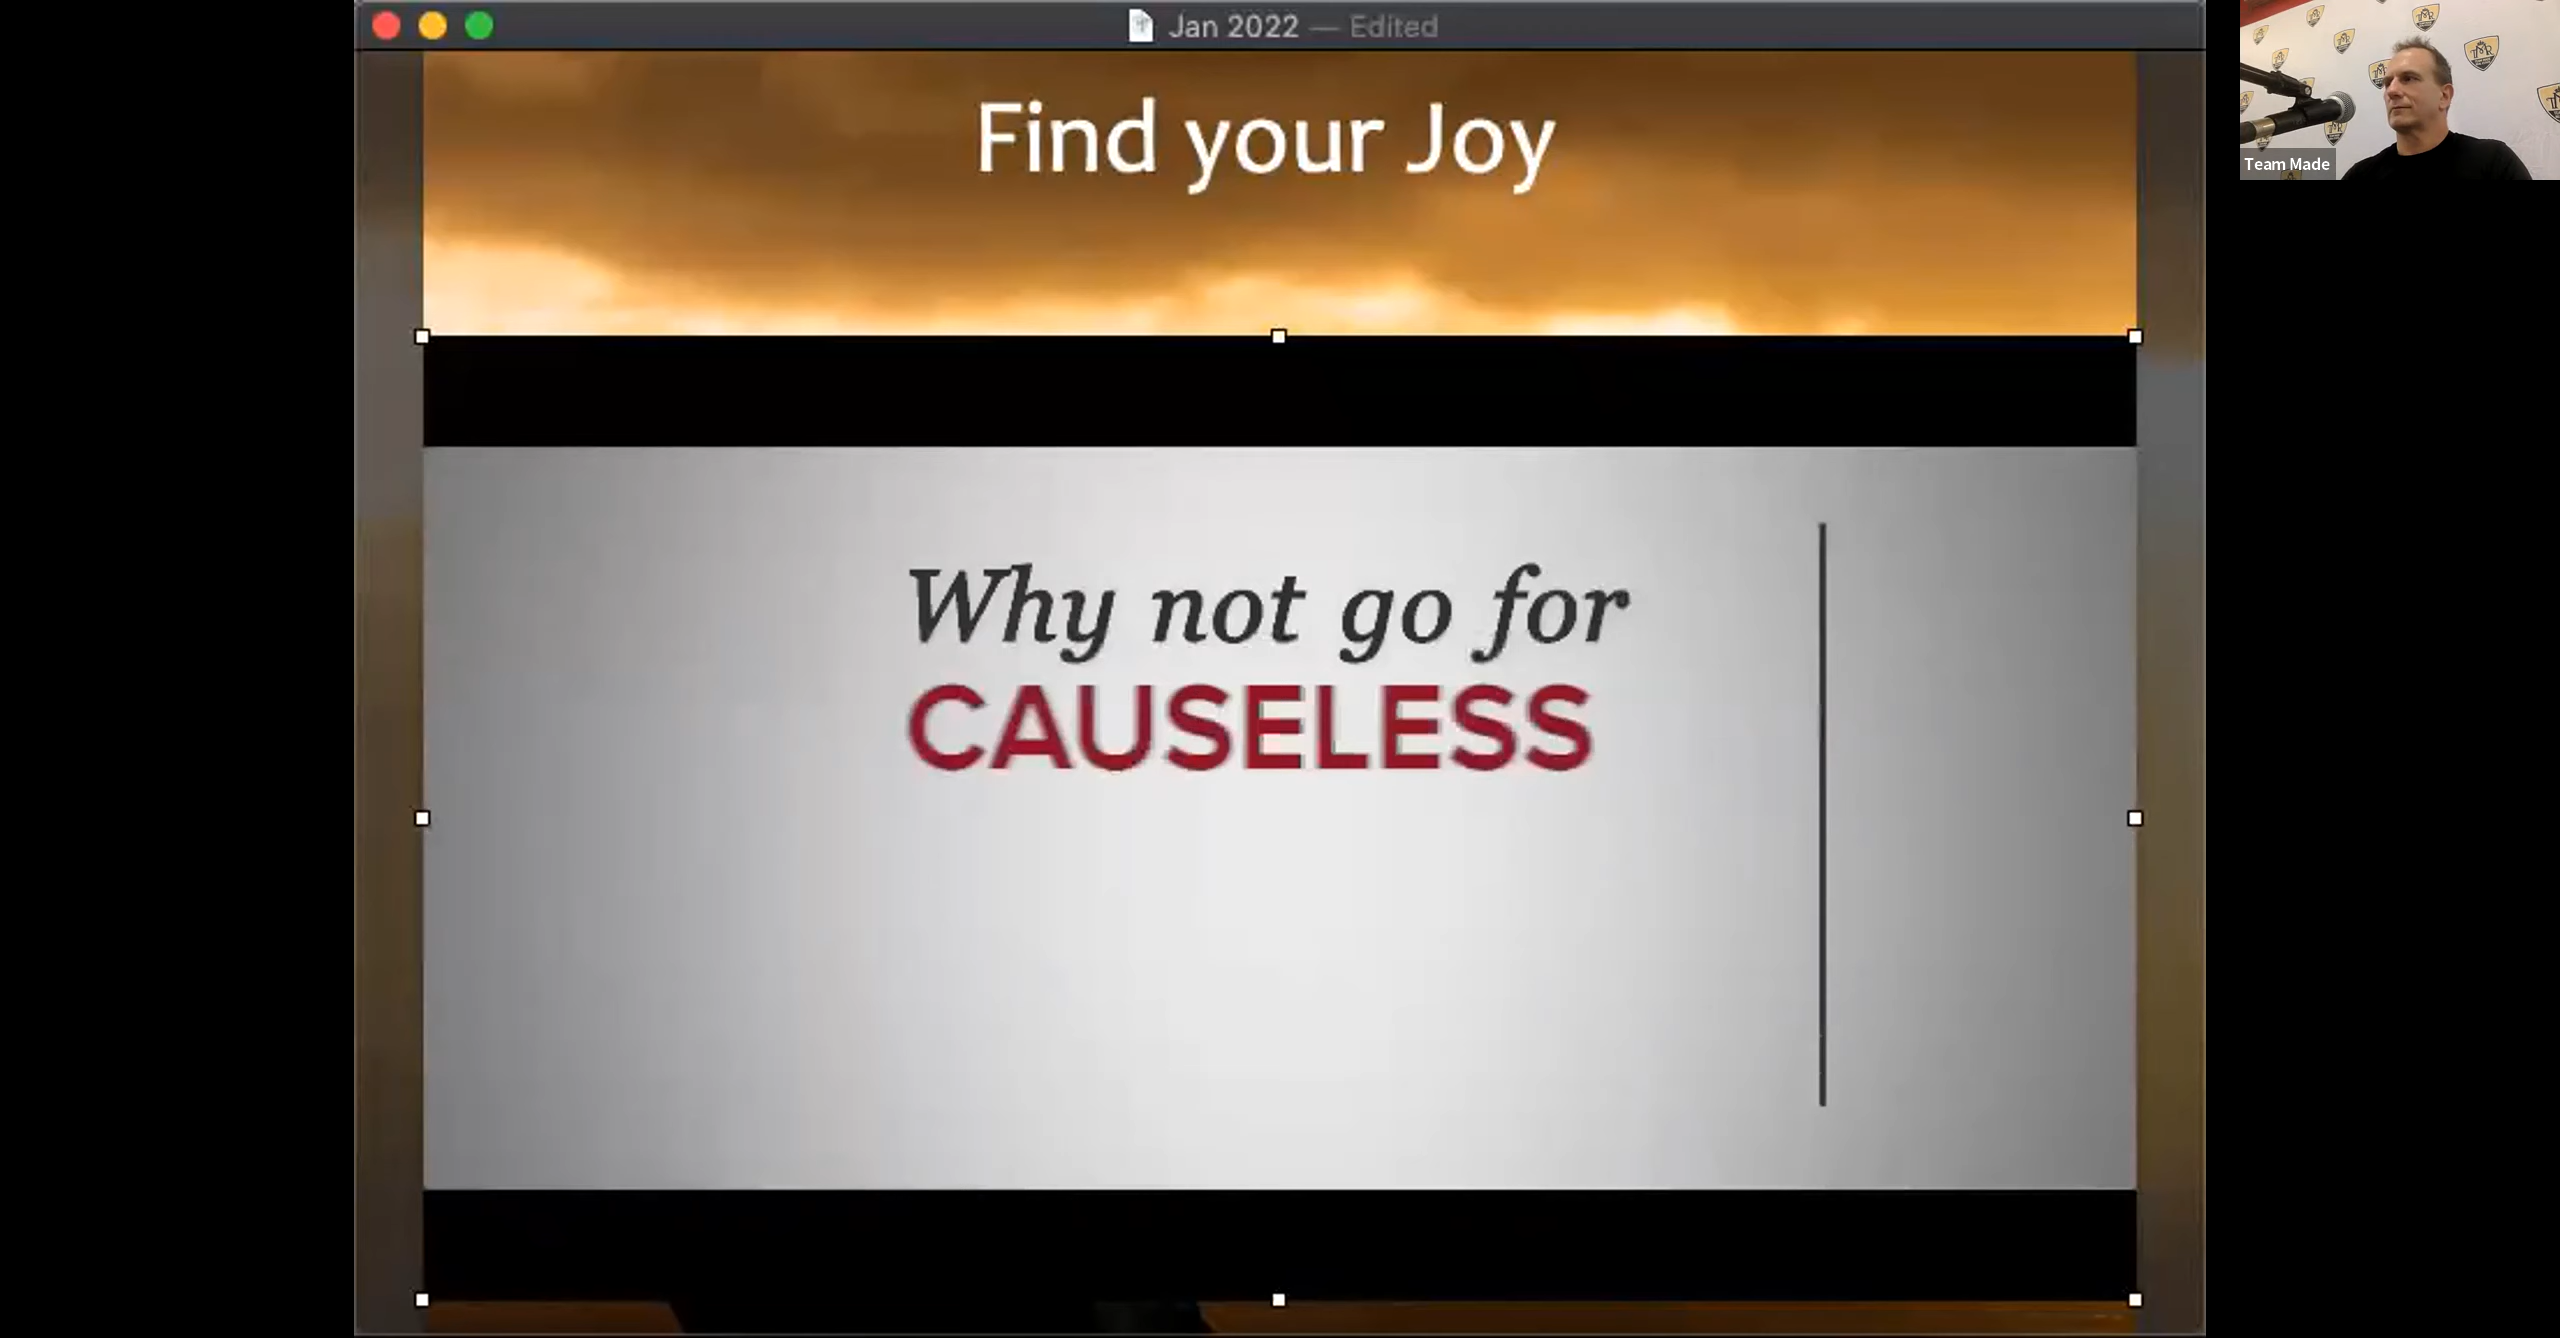 Jan 2022 — Edited
Find your Joy
Why not go for
CAUSELESS
Team Made